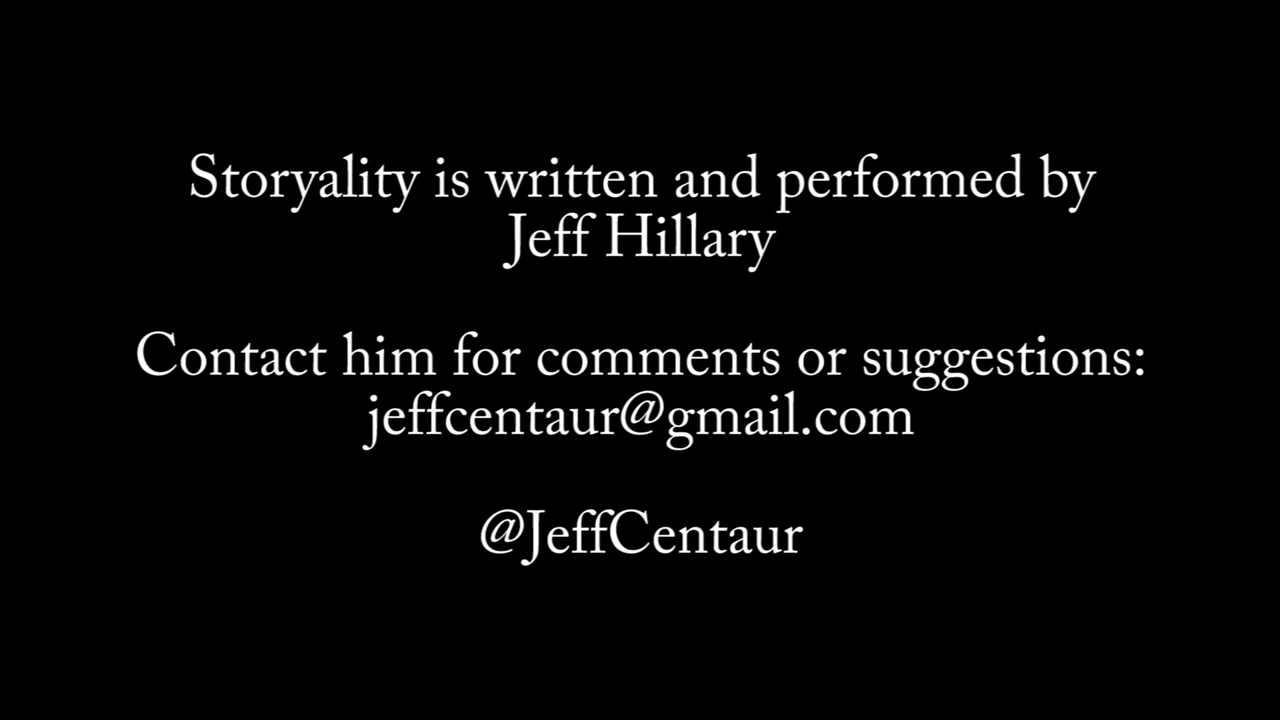 Storyality is written and performed by
Jeff Hillary
Contact him for comments or suggestions:
jeffcentaur@gmail.com
@JeffCentaur